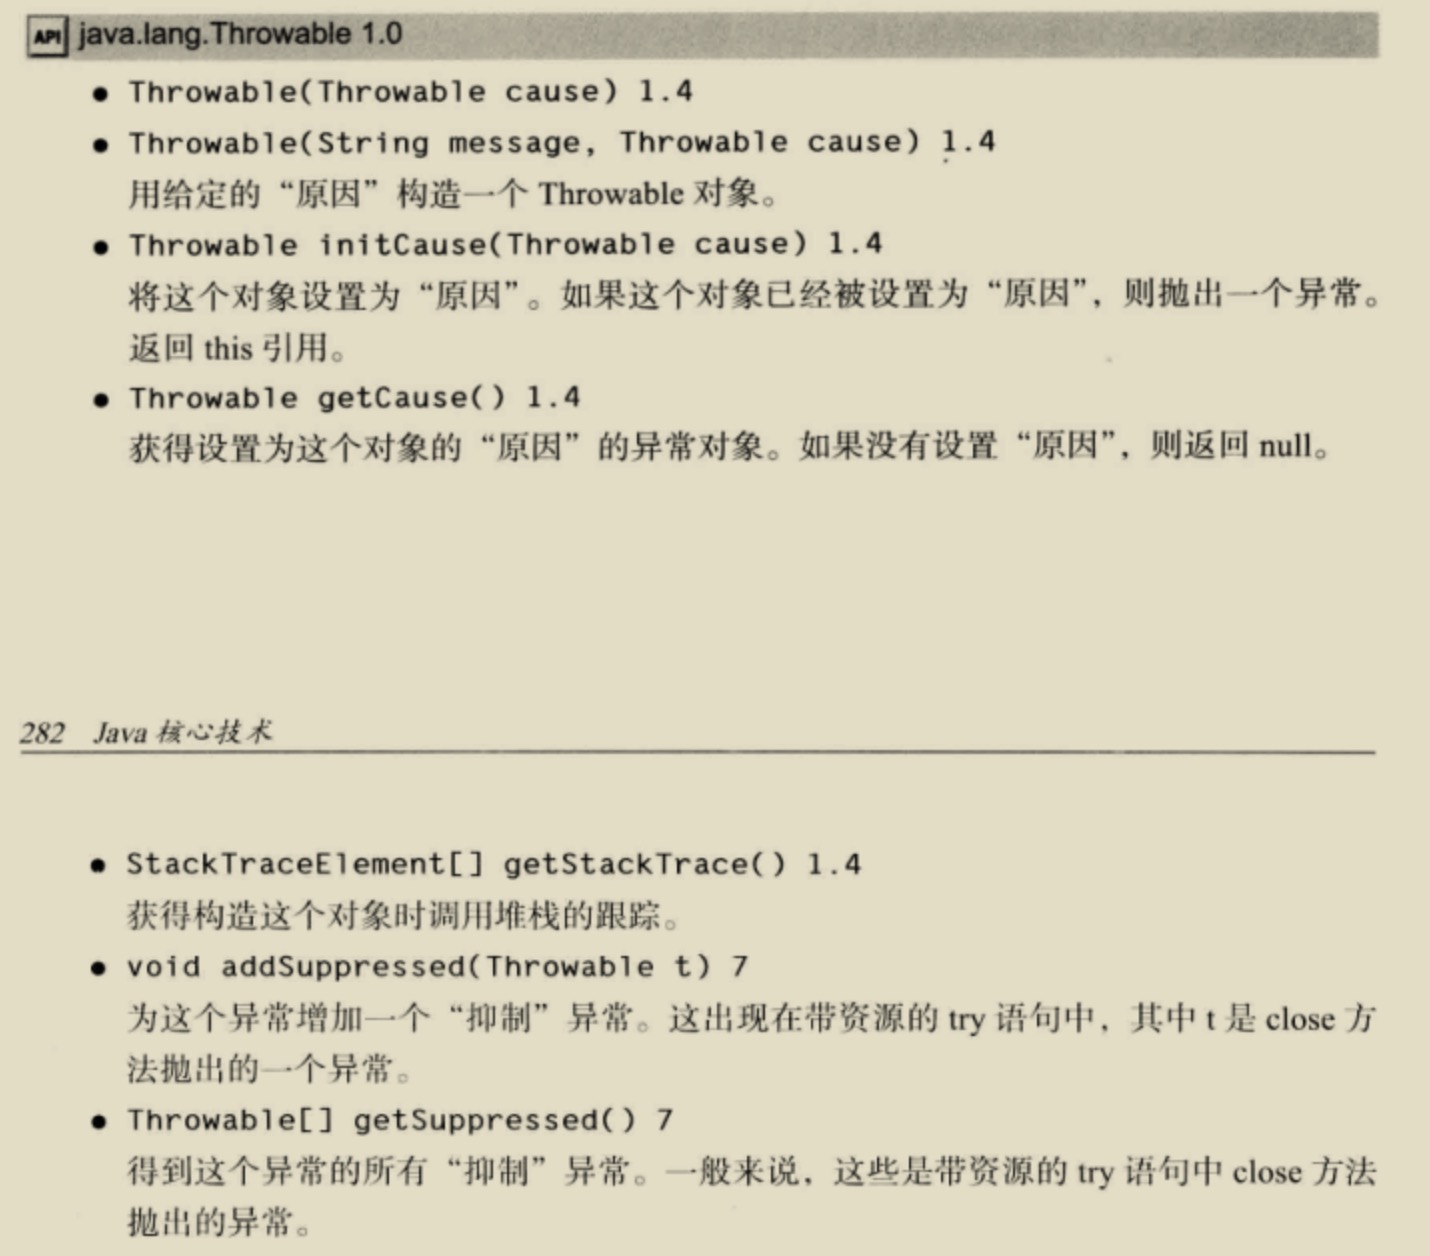 API java.lang.Throwable 1.0
● Throwable(Throwable cause) 1.4
● Throwable(String message, Throwable cause) 1.4
用给定的“原因”构造一个 Throwable 对象。
● Throwable initCause(Throwable cause) 1.4
将这个对象设置为“原因”。如果这个对象已经被设置为“原因”，则抛出一个异常。
返回 this 引用。
● Throwable getCause() 1.4
获得设置为这个对象的“原因”的异常对象。如果没有设置“原因”，则返回 null。
282 Java 核心技术
● StackTraceElement[] getStackTrace() 1.4
获得构造这个对象时调用堆栈的跟踪。
● void addSuppressed(Throwable t) 7
为这个异常增加一个“抑制”异常。这出现在带资源的 try 语句中，其中 t 是 close 方
法抛出的一个异常。
● Throwable[] getSuppressed() 7
得到这个异常的所有“抑制”异常。一般来说，这些是带资源的 try 语句中 close 方法
抛出的异常。